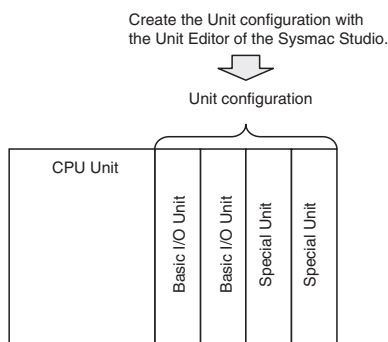 Create the Unit configuration with
the Unit Editor of the Sysmac Studio.
Unit configuration
CPU Unit
Basic I/O Unit
Basic I/O Unit
Special Unit
Special Unit